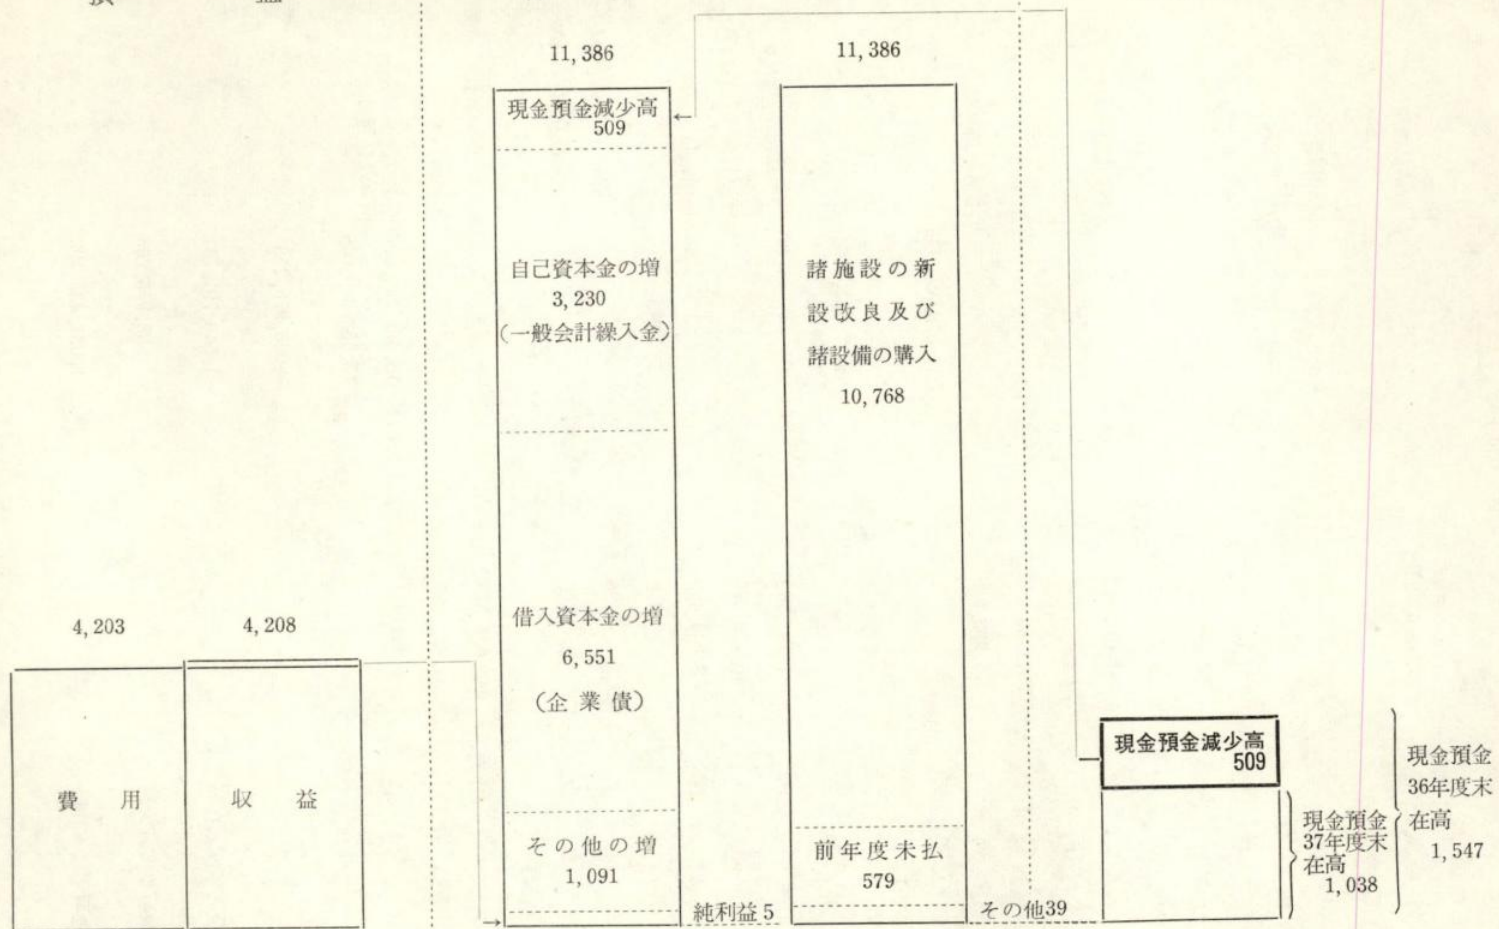 11,386
11,386
現金預金減少高
509
自己資本金の増
3,230
(一般会計繰入金)
諸施設の新
設改良及び
諸設備の購入
10,768
4,203
4,208
借入資本金の増
6,551
(企業債)
費用
収益
その他の増
1,091
前年度未払
579
純利益 5
その他39
現金預金減少高
509
現金預金
37年度末
在高
1,038
現金預金
36年度末
在高
1,547